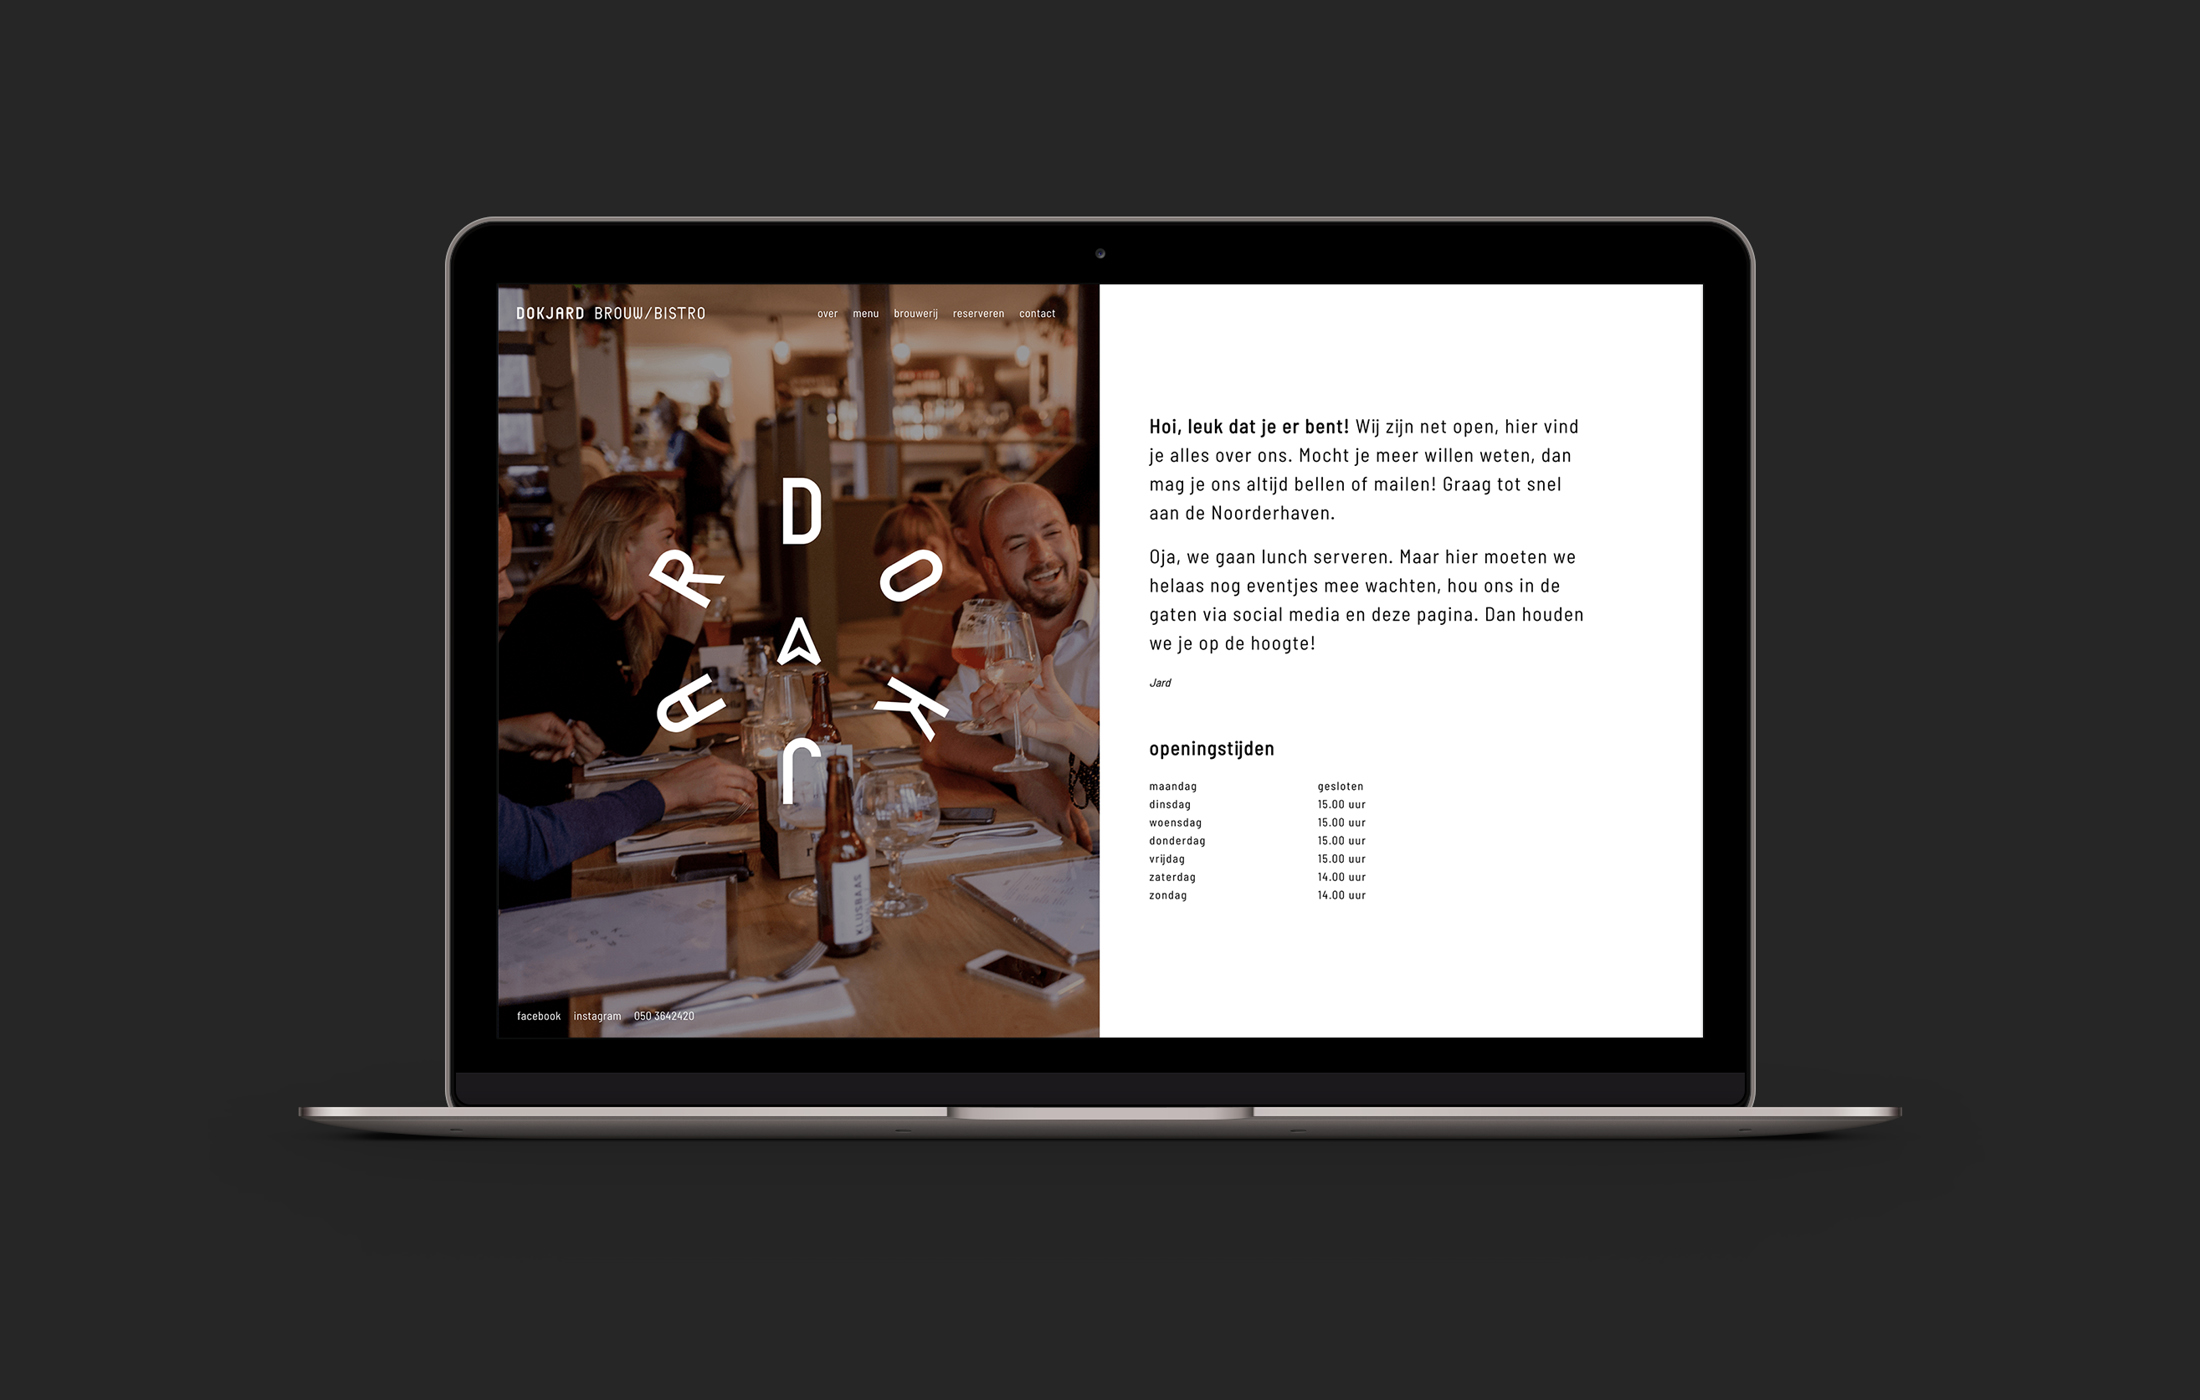 DOKJARD BROUW/BISTRO
over menu brouwerij reserveren contact
DOKJARD
KLUSBAAS
facebook instagram 050 3642420
Hoi, leuk dat je er bent! Wij zijn net open, hier vind
je alles over ons. Mocht je meer willen weten, dan
mag je ons altijd bellen of mailen! Graag tot snel
aan de Noorderhaven.
Oja, we gaan lunch serveren. Maar hier moeten we
helaas nog eventjes mee wachten, hou ons in de
gaten via social media en deze pagina. Dan houden
we je op de hoogte!
Jard
openingstijden
maandag gesloten
dinsdag 15.00 uur
woensdag 15.00 uur
donderdag 15.00 uur
vrijdag 15.00 uur
zaterdag 14.00 uur
zondag 14.00 uur